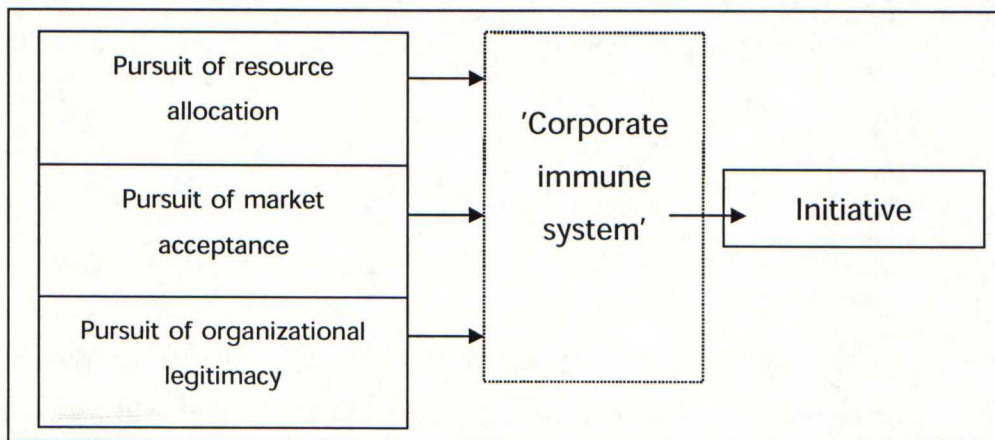 Pursuit of resource
allocation
Pursuit of market
acceptance
Pursuit of organizational
legitimacy
'Corporate
immune
system'
Initiative